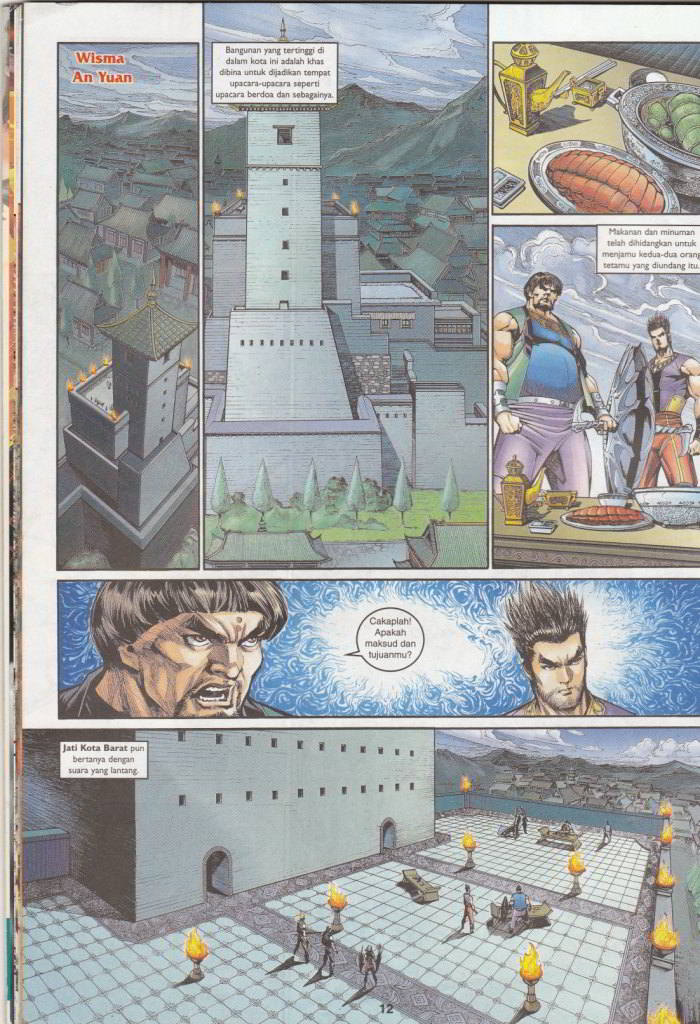 Wisma
An Yuan
Bangunan yang tertinggi di
dalam kota ini adalah khas
dibina untuk dijadikan tempat
upacara-upacara seperti
upacara berdoa dan sebagainya.
Makanan dan minuman
telah dihidangkan untuk
menjamu kedua-dua orang
tetamu yang diundang itu.
Cakaplah!
Apakah
maksud dan
tujuanmu?
Jati Kota Barat pun
bertanya dengan
suara yang lantang.
12